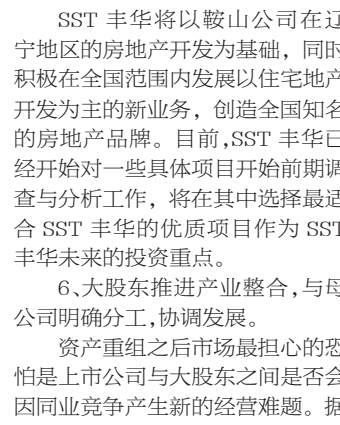 SST 丰华将以鞍山公司在辽
宁地区的房地产开发为基础，同时
积极在全国范围内发展以住宅地产
开发为主的新业务，创造全国知名
的房地产品牌。目前,SST 丰华已
经开始对一些具体项目开始前期调
查与分析工作，将在其中选择最适
合 SST 丰华的优质项目作为 SST
丰华未来的投资重点。
6、大股东推进产业整合,与母
公司明确分工,协调发展。
资产重组之后市场最担心的恐
怕是上市公司与大股东之间是否会
因同业竞争产生新的经营难题。据